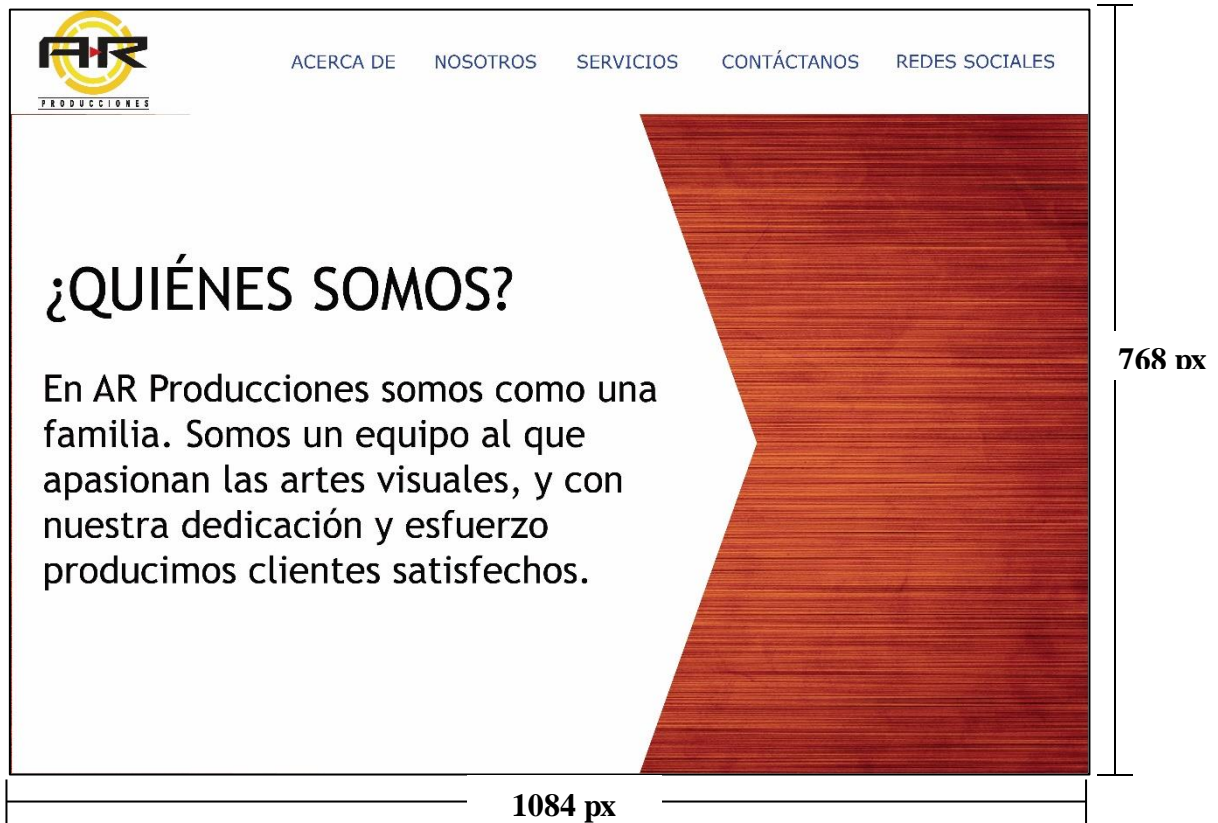 AR
PRODUCCIONES
ACERCA DE NOSOTROS SERVICIOS CONTÁCTANOS REDES SOCIALES
¿QUIÉNES SOMOS?
En AR Producciones somos como una
familia. Somos un equipo al que
apasionan las artes visuales, y con
nuestra dedicación y esfuerzo
producimos clientes satisfechos.
768 px
1084 px